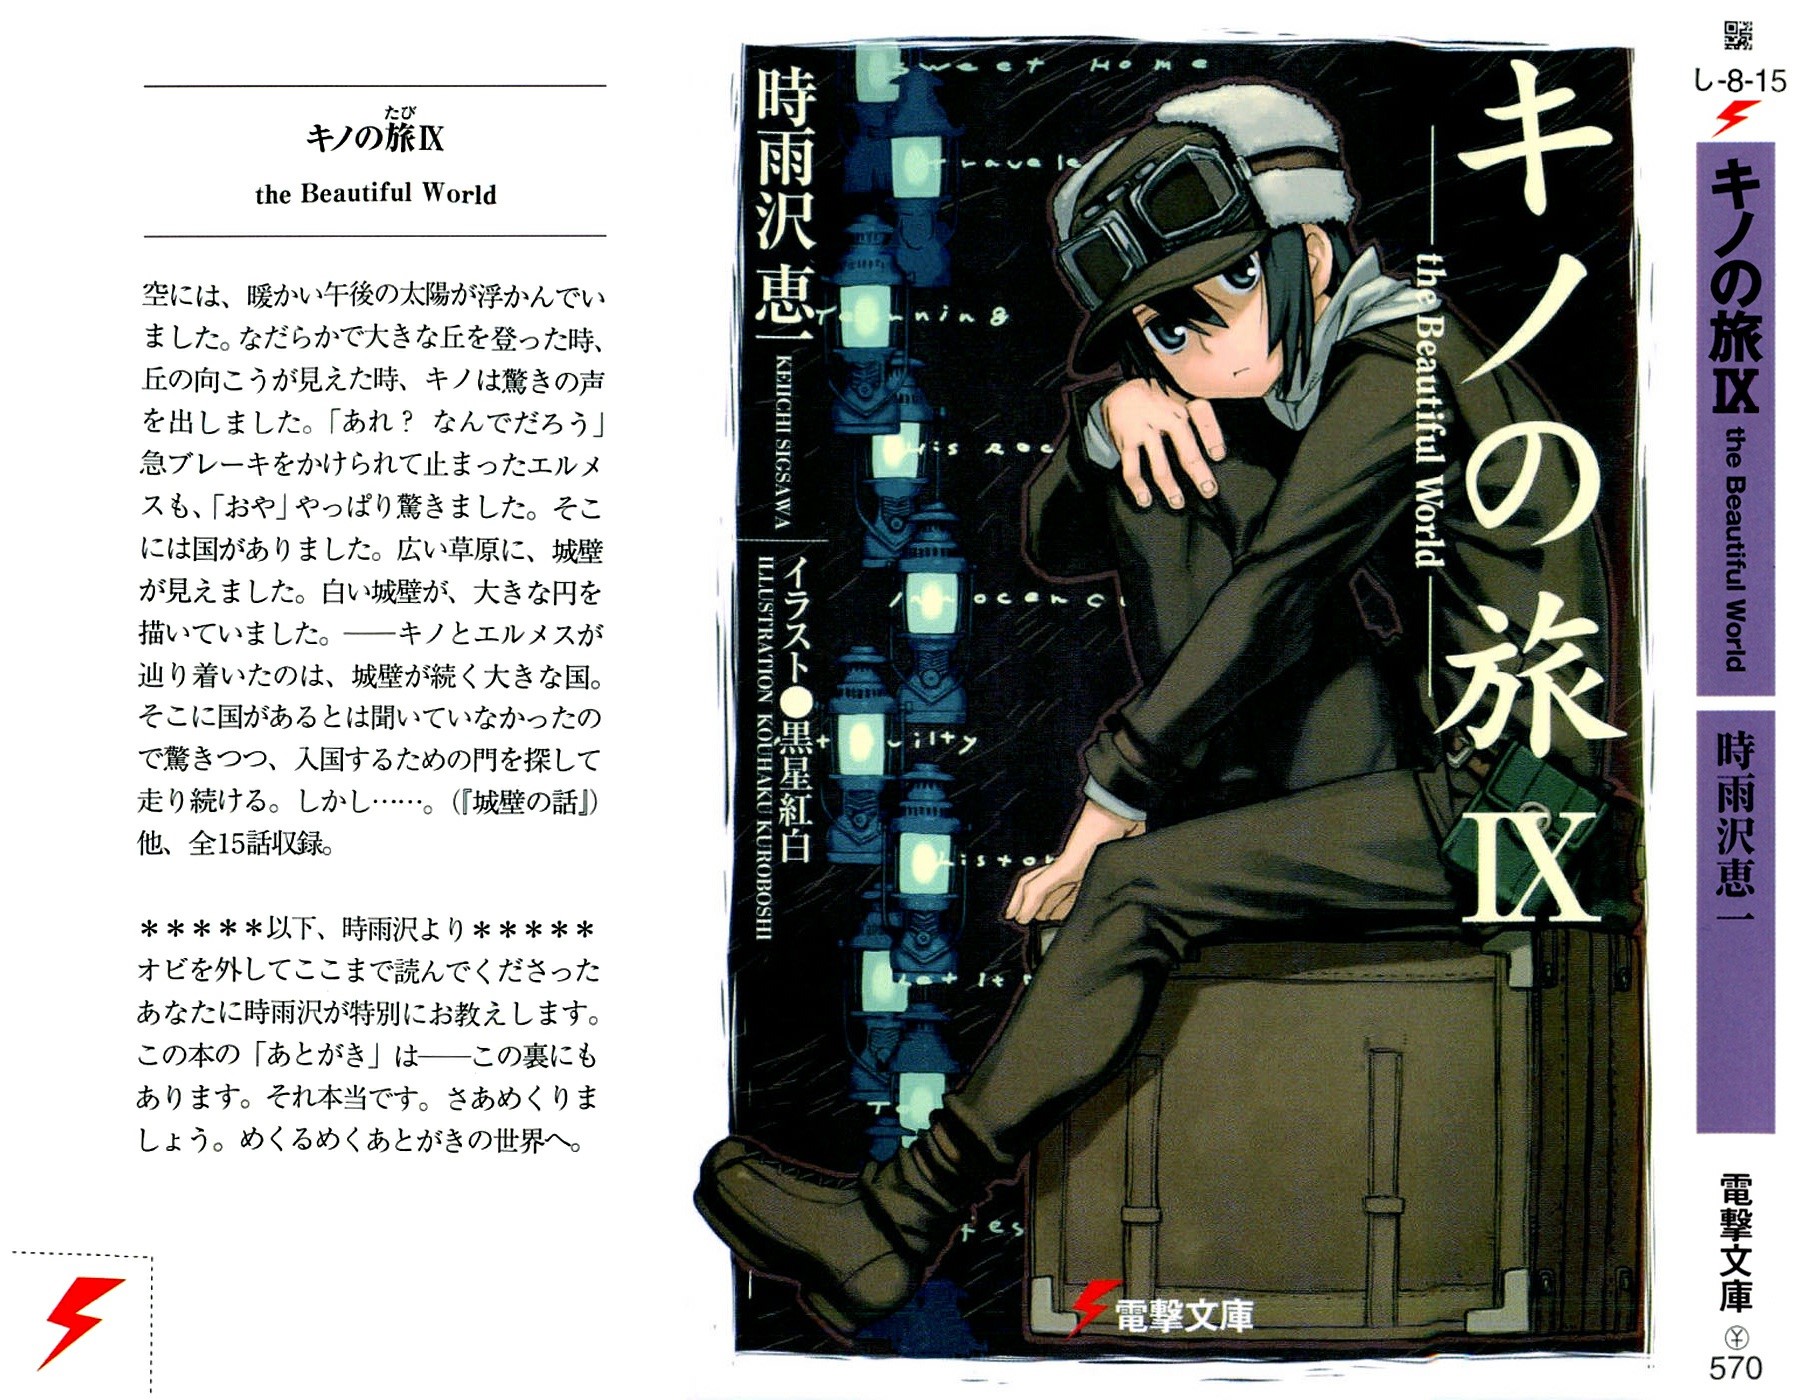 キノの旅Ⅸ
たび
the Beautiful World
空には、暖かい午後の太陽が浮かんでい
ました。なだらかで大きな丘を登った時、
丘の向こうが見えた時、キノは驚きの声
を出しました。「あれ？ なんでだろう」
急ブレーキをかけられて止まったエルメ
スも、「おや」やっぱり驚きました。そこ
には国がありました。広い草原に、城壁
が見えました。白い城壁が、大きな円を
描いていました。――キノとエルメスが
辿り着いたのは、城壁が続く大きな国。
そこに国があるとは聞いていなかったの
で驚きつつ、入国するための門を探して
走り続ける。しかし……。（『城壁の話』）
他、全15話収録。
＊＊＊＊＊以下、時雨沢より＊＊＊＊＊
オビを外してここまで読んでくださった
あなたに時雨沢が特別にお教えします。
この本の「あとがき」は――この裏にも
あります。それ本当です。さあめくりま
しょう。めくるめくあとがきの世界へ。
キノの旅 Ⅸ
the Beautiful World
時雨沢 恵一
KEIICHI SIGSAWA
イラスト●黒星紅白
ILLUSTRATION KOUHAKU KUROBOSHI
sweet Home
電撃文庫
し-8-15
キノの旅Ⅸ the Beautiful World
時雨沢恵一
電撃文庫
¥
570